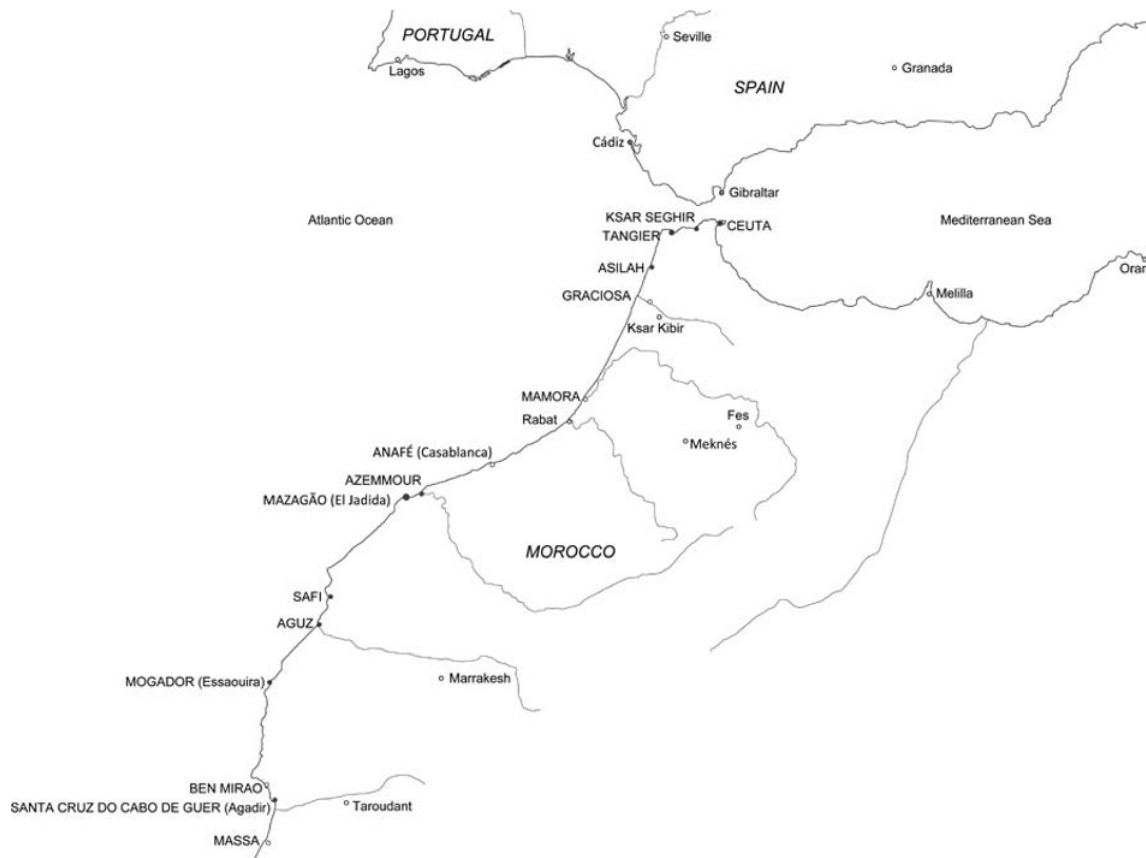 PORTUGAL
Seville
Lagos
Granada
SPAIN
Cádiz
Gibraltar
Atlantic Ocean
KSAR SEGHIR
Mediterranean Sea
CEUTA
TANGIER
ASILAH
Oran
GRACIOSA
Melilla
Ksar Kibir
MAMORA
Rabat
Fes
Meknés
ANAFÉ (Casablanca)
AZEMMOUR
MAZAGÃO (El Jadida)
MOROCCO
SAFI
AGUZ
Marrakesh
MOGADOR (Essaouira)
BEN MIRAO
SANTA CRUZ DO CABO DE GUER (Agadir)
Taroudant
MASSA